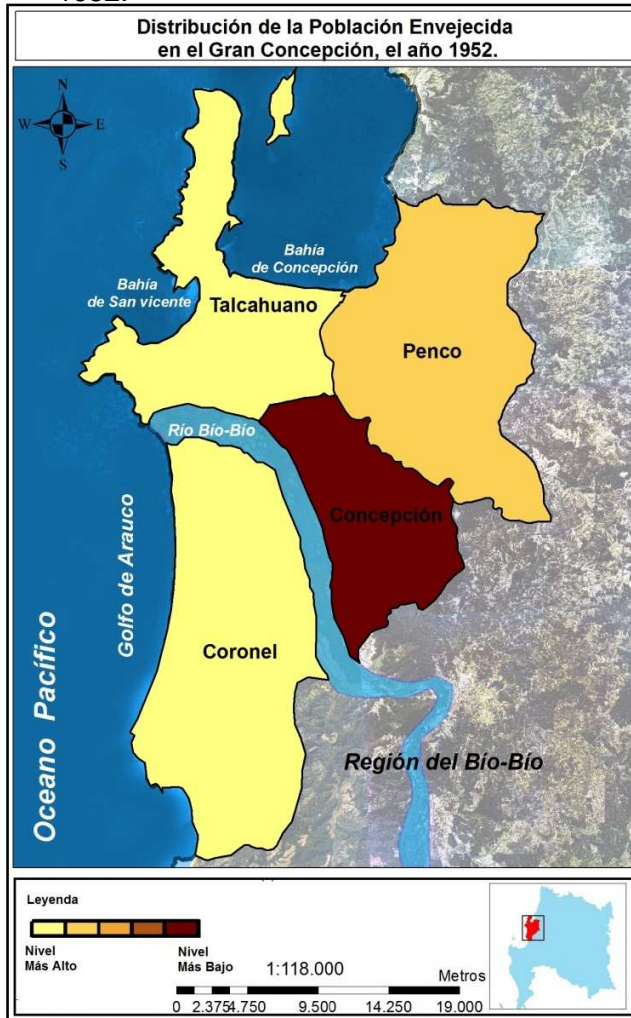 Distribución de la Población Envejecida
en el Gran Concepción, el año 1952.
N
W
E
S
Bahía
de Concepción
Bahía
de San vicente
Talcahuano
Penco
Río Bío-Bío
Concepción
Golfo de Arauco
Coronel
Oceano Pacífico
Región del Bío-Bío
Leyenda
Nivel
Más Alto
Nivel
Más Bajo
1:118.000
Metros
0 2.3754.750 9.500 14.250 19.000